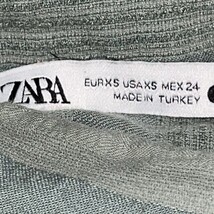 ZARA
EUR XS USA XS MEX 24
MADE IN TURKEY